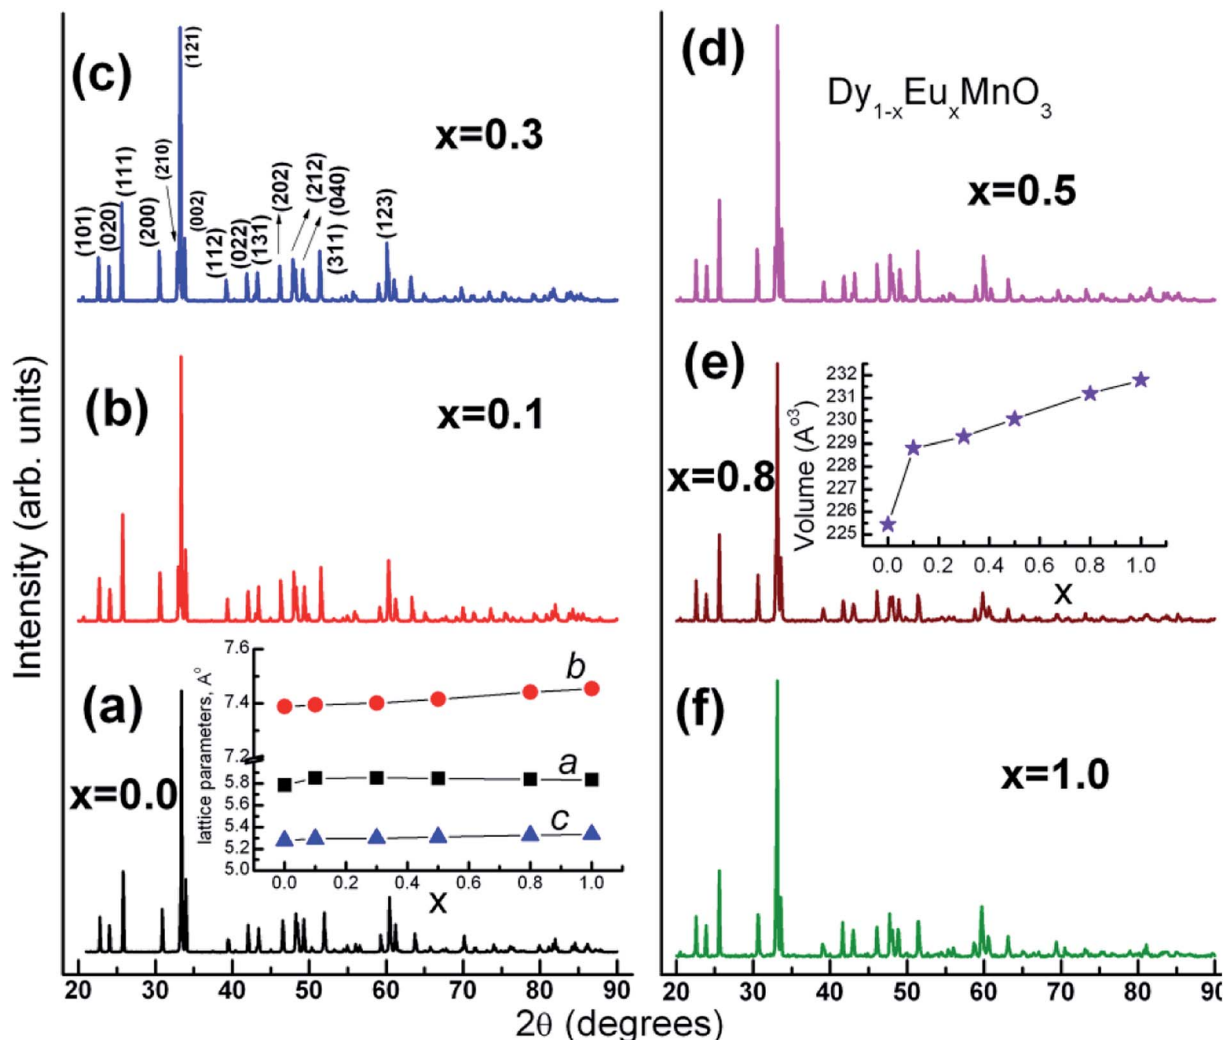 (c)
x=0.3
(101)
(020)
(111)
(200)
(210)
(121)
(002)
(112)
(022)
(131)
(202)
(212)
(040)
(311)
(123)
(d)
Dy1-xEuxMnO3
x=0.5
(b)
x=0.1
(e)
x=0.8
Volume (A°3)
232
231
230
229
228
227
226
225
0.0 0.2 0.4 0.6 0.8 1.0
x
(a)
x=0.0
lattice parameters, A°
7.6
7.4
7.2
5.8
5.6
5.4
5.2
5.0
b
a
c
0.0 0.2 0.4 0.6 0.8 1.0
x
(f)
x=1.0
Intensity (arb. units)
20 30 40 50 60 70 80 90
20 30 40 50 60 70 80 90
2θ (degrees)